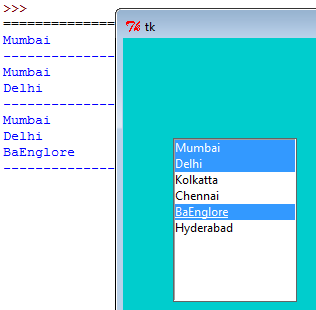 >>>
==============
Mumbai
---------------
Mumbai
Delhi
---------------
Mumbai
Delhi
BaEnglore
---------------
tk
Mumbai
Delhi
Kolkatta
Chennai
BaEnglore
Hyderabad